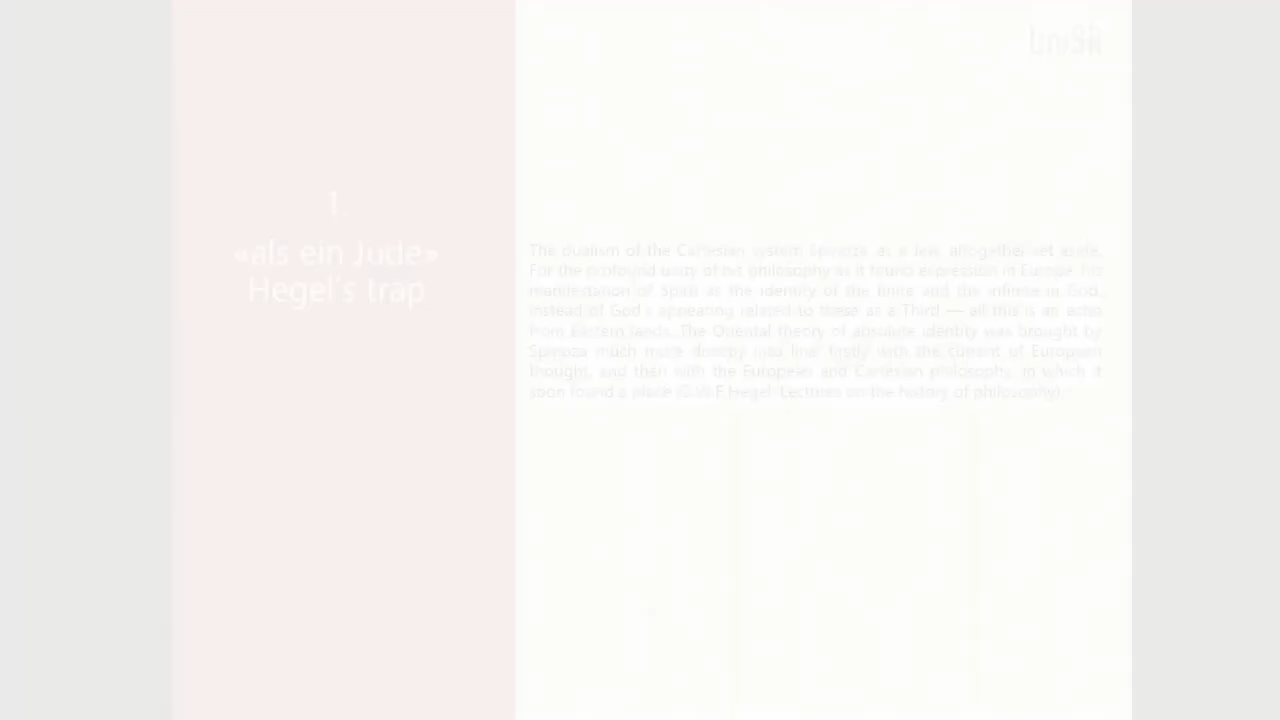 1.
«als ein Jude»
Hegel's trap
The dualism of the Cartesian system Spinoza, as a Jew, altogether set aside.
For the profound unity of his philosophy as it found expression in Europe, his
manifestation of Spirit as the identity of the finite and the infinite in God,
instead of God's appearing related to these as a Third — all this is an echo
from Eastern lands. The Oriental theory of absolute identity was brought by
Spinoza much more directly into line, firstly with the current of European
thought, and then with the European and Cartesian philosophy, in which it
soon found a place (G.W.F.Hegel. Lectures on the history of philosophy).